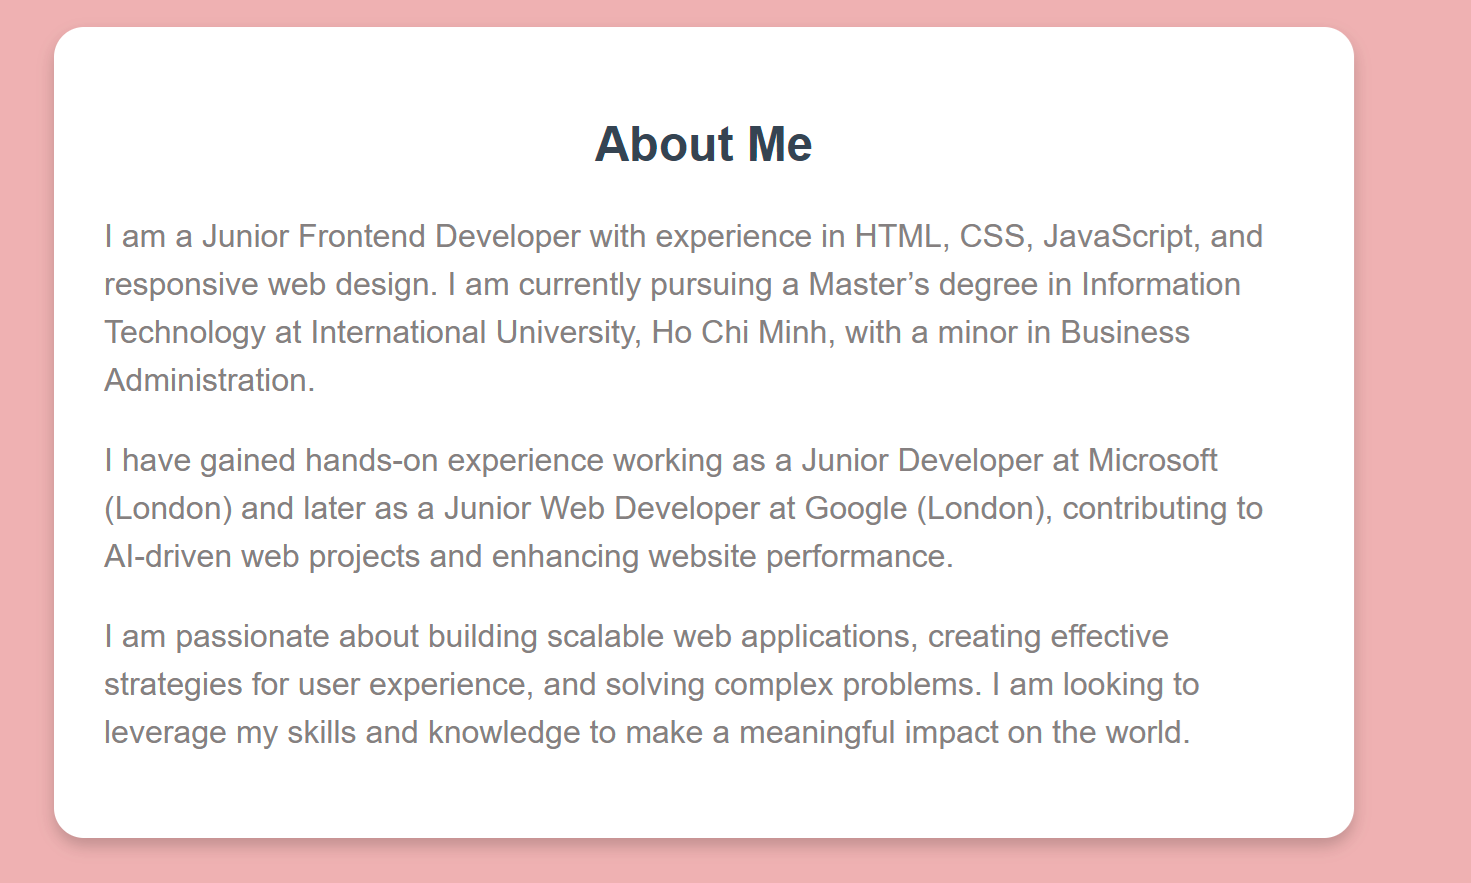 About Me
I am a Junior Frontend Developer with experience in HTML, CSS, JavaScript, and
responsive web design. I am currently pursuing a Master’s degree in Information
Technology at International University, Ho Chi Minh, with a minor in Business
Administration.
I have gained hands-on experience working as a Junior Developer at Microsoft
(London) and later as a Junior Web Developer at Google (London), contributing to
AI-driven web projects and enhancing website performance.
I am passionate about building scalable web applications, creating effective
strategies for user experience, and solving complex problems. I am looking to
leverage my skills and knowledge to make a meaningful impact on the world.